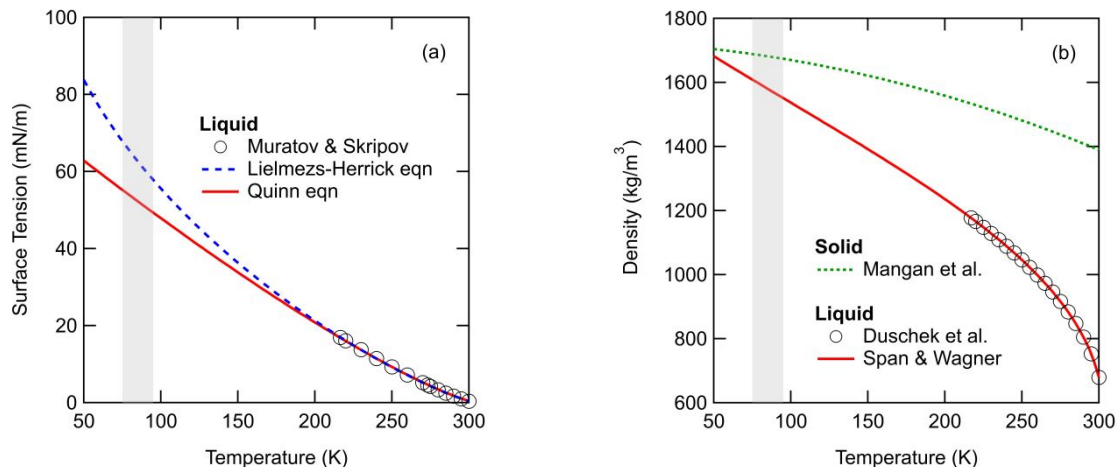 (a)
Surface Tension (mN/m)
100
80
60
40
20
0
Liquid
Muratov & Skripov
Lielmezs-Herrick eqn
Quinn eqn
50
100
150
200
250
300
Temperature (K)
(b)
Density (kg/m³)
1800
1600
1400
1200
1000
800
600
Solid
Mangan et al.
Liquid
Duschek et al.
Span & Wagner
50
100
150
200
250
300
Temperature (K)